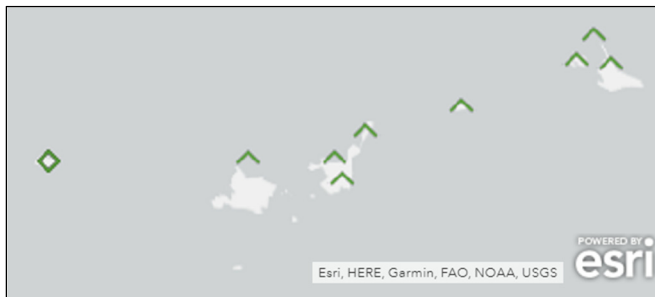 POWERED BY
esri
Esri, HERE, Garmin, FAO, NOAA, USGS